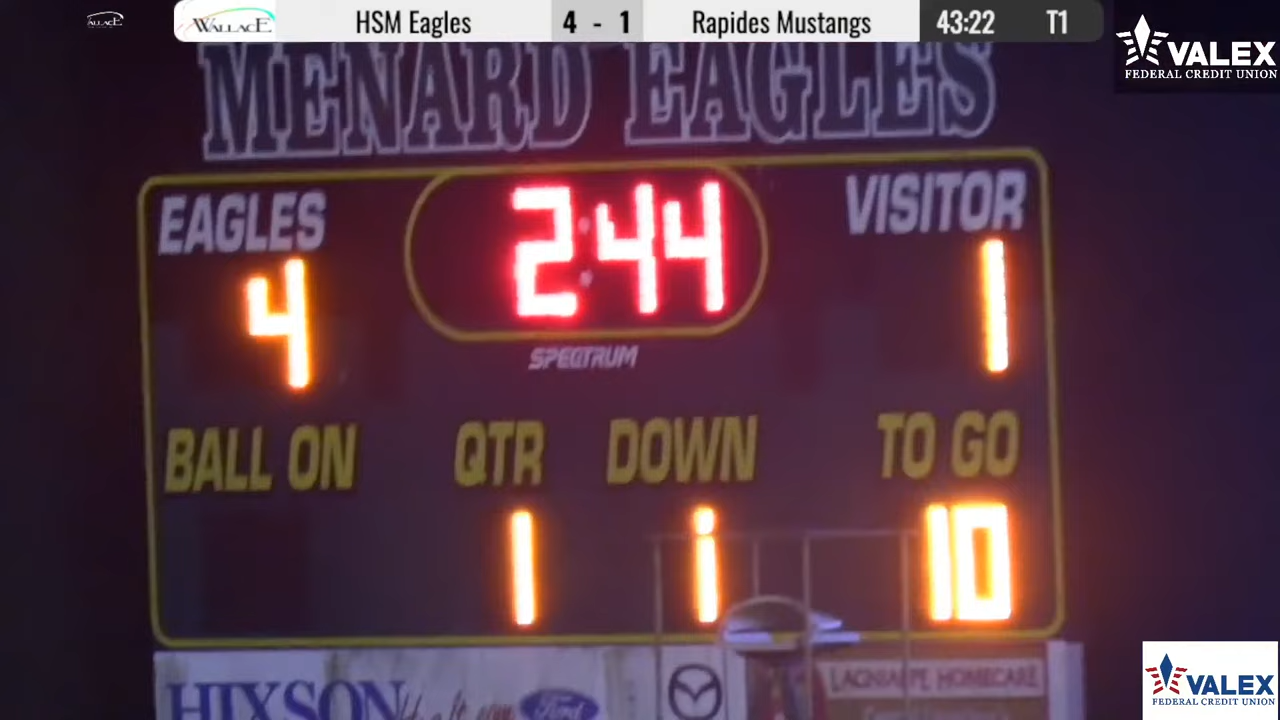 WALLACE
WALLACE HSM Eagles 4 - 1 Rapides Mustangs 43:22 T1
VALEX
FEDERAL CREDIT UNION
MENARD EAGLES
EAGLES 2:44 VISITOR
4 1
SPECTRUM
BALL ON QTR DOWN TO GO
1 1 10
LAGNIAPPE HOMECARE
HIXSON Ford
VALEX
FEDERAL CREDIT UNION